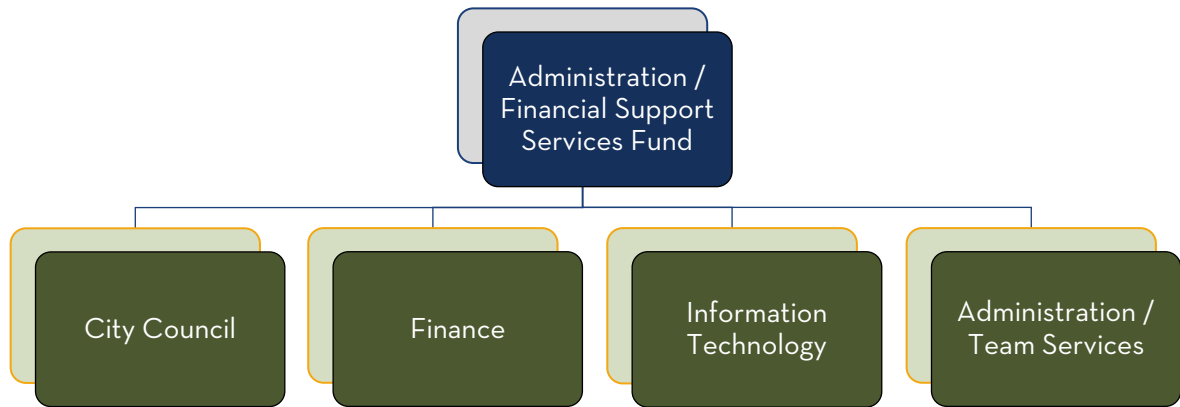 Administration /
Financial Support
Services Fund
City Council
Finance
Information
Technology
Administration /
Team Services